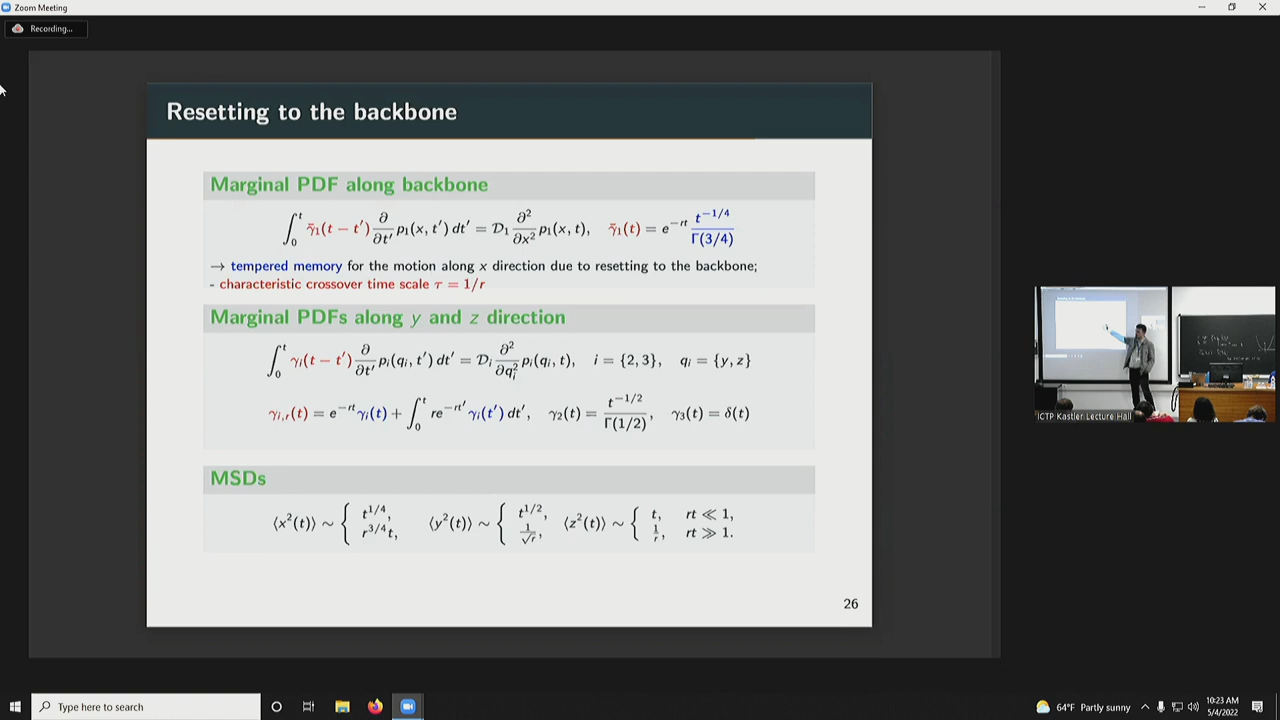 Zoom Meeting
Recording...
Resetting to the backbone
Marginal PDF along backbone
∫₀ᵗ γ̄₁(t − t′) ∂/∂t′ p₁(x, t′) dt′ = 𝒟₁ ∂²/∂x² p₁(x, t), γ̄₁(t) = e^{−rt} t^{−1/4}/Γ(3/4)
→ tempered memory for the motion along x direction due to resetting to the backbone;
- characteristic crossover time scale τ = 1/r
Marginal PDFs along y and z direction
∫₀ᵗ γᵢ(t − t′) ∂/∂t′ pᵢ(qᵢ, t′) dt′ = 𝒟ᵢ ∂²/∂qᵢ² pᵢ(qᵢ, t), i = {2, 3}, qᵢ = {y, z}
γᵢ,ᵣ(t) = e^{−rt} γᵢ(t) + ∫₀ᵗ re^{−rt′} γᵢ(t′) dt′, γ₂(t) = t^{−1/2}/Γ(1/2), γ₃(t) = δ(t)
MSDs
⟨x²(t)⟩ ∼ { t^{1/4}, r^{3/4}t, ⟨y²(t)⟩ ∼ { t^{1/2}, 1/√r, ⟨z²(t)⟩ ∼ { t, 1/r, rt ≪ 1, rt ≫ 1.
26
ICTP Kastler Lecture Hall
Type here to search
64°F Partly sunny
10:23 AM
5/4/2022